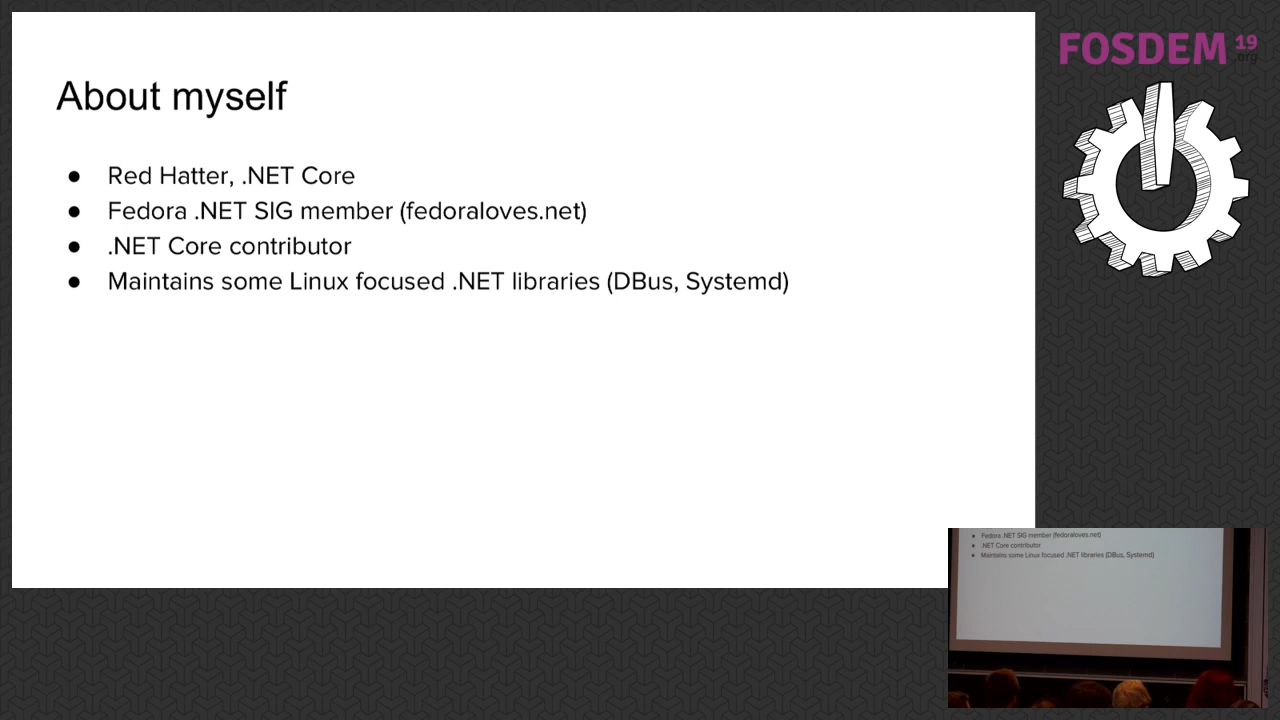 About myself
● Red Hatter, .NET Core
● Fedora .NET SIG member (fedoraloves.net)
● .NET Core contributor
● Maintains some Linux focused .NET libraries (DBus, Systemd)
FOSDEM 19
.org
● Fedora .NET SIG member (fedoraloves.net)
● .NET Core contributor
● Maintains some Linux focused .NET libraries (DBus, Systemd)